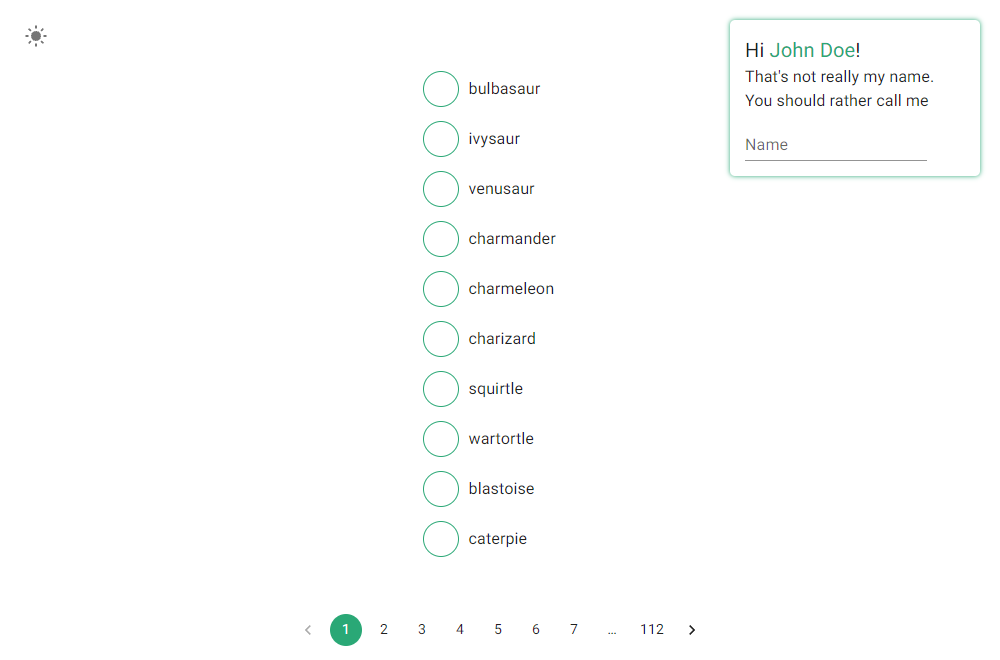 Hi John Doe!
That's not really my name.
You should rather call me
Name
bulbasaur
ivysaur
venusaur
charmander
charmeleon
charizard
squirtle
wartortle
blastoise
caterpie
1 2 3 4 5 6 7 ... 112